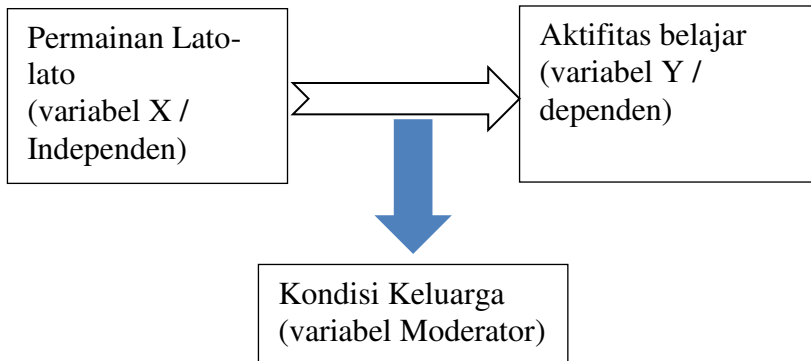 Permainan Lato-
lato
(variabel X /
Independen)
Aktifitas belajar
(variabel Y /
dependen)
Kondisi Keluarga
(variabel Moderator)